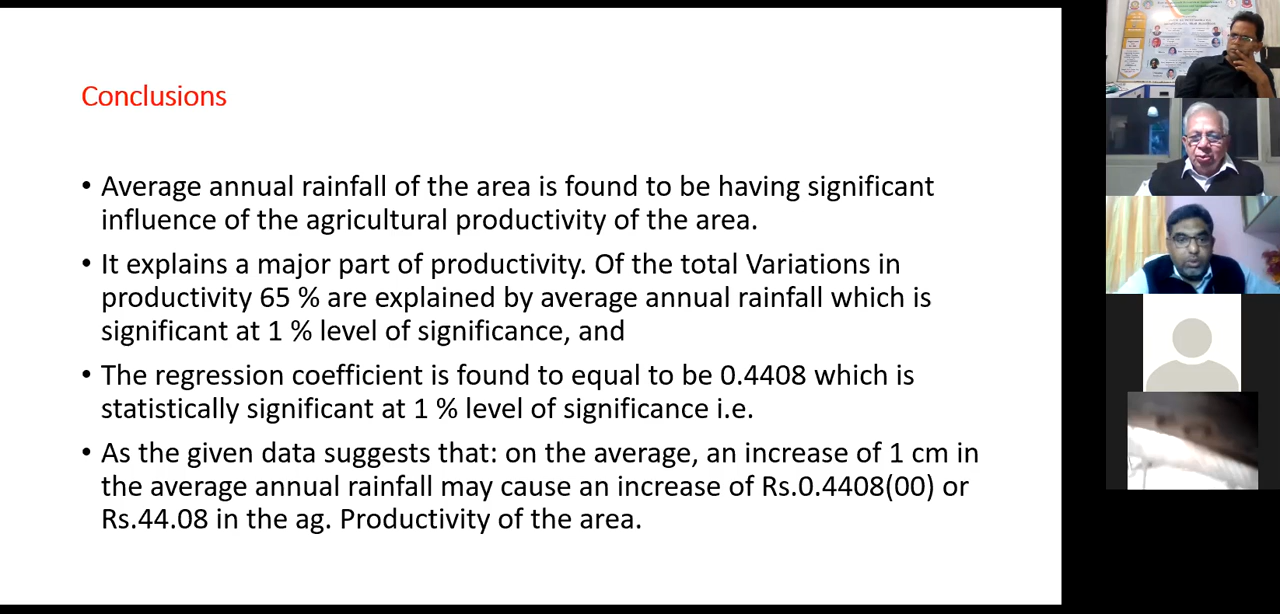 Conclusions
• Average annual rainfall of the area is found to be having significant
influence of the agricultural productivity of the area.
• It explains a major part of productivity. Of the total Variations in
productivity 65 % are explained by average annual rainfall which is
significant at 1 % level of significance, and
• The regression coefficient is found to equal to be 0.4408 which is
statistically significant at 1 % level of significance i.e.
• As the given data suggests that: on the average, an increase of 1 cm in
the average annual rainfall may cause an increase of Rs.0.4408(00) or
Rs.44.08 in the ag. Productivity of the area.